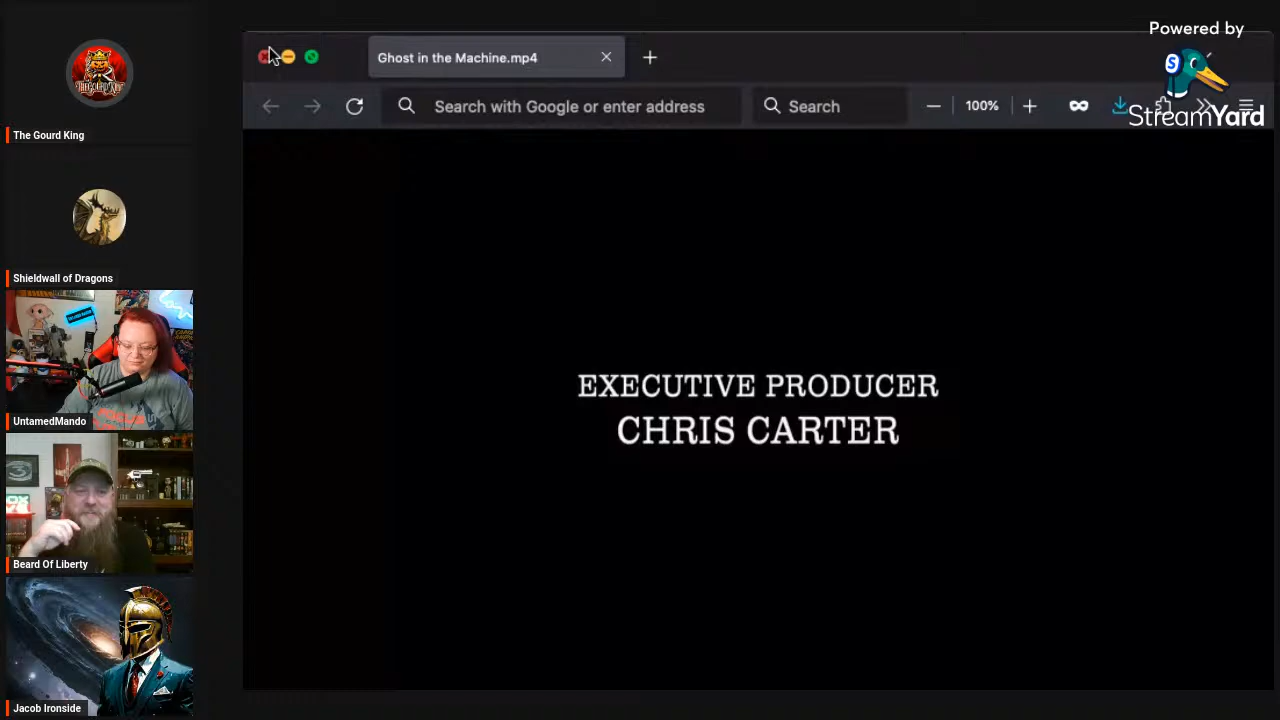 Powered by
StreamYard
Ghost in the Machine.mp4
Search with Google or enter address
Search
100%
EXECUTIVE PRODUCER
CHRIS CARTER
The Gourd King
Shieldwall of Dragons
UntamedMando
Beard Of Liberty
Jacob Ironside